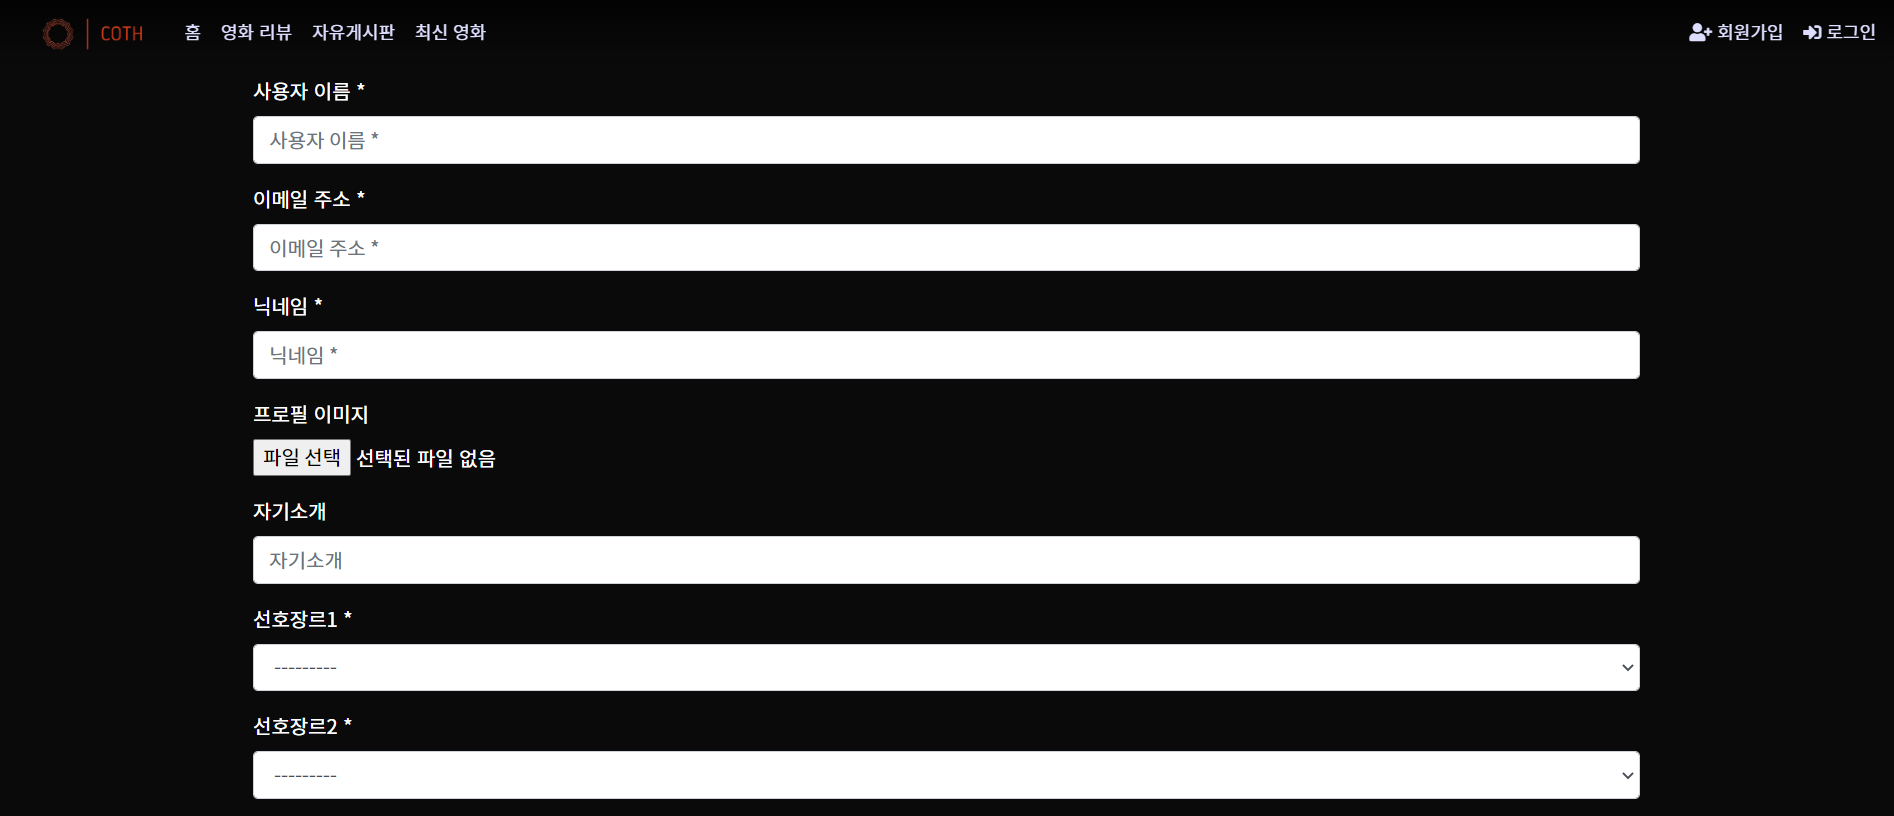 COTH 홈 영화 리뷰 자유게시판 최신 영화 회원가입 로그인
사용자 이름 *
사용자 이름 *
이메일 주소 *
이메일 주소 *
닉네임 *
닉네임 *
프로필 이미지
파일 선택 선택된 파일 없음
자기소개
자기소개
선호장르1 *
---------
선호장르2 *
---------